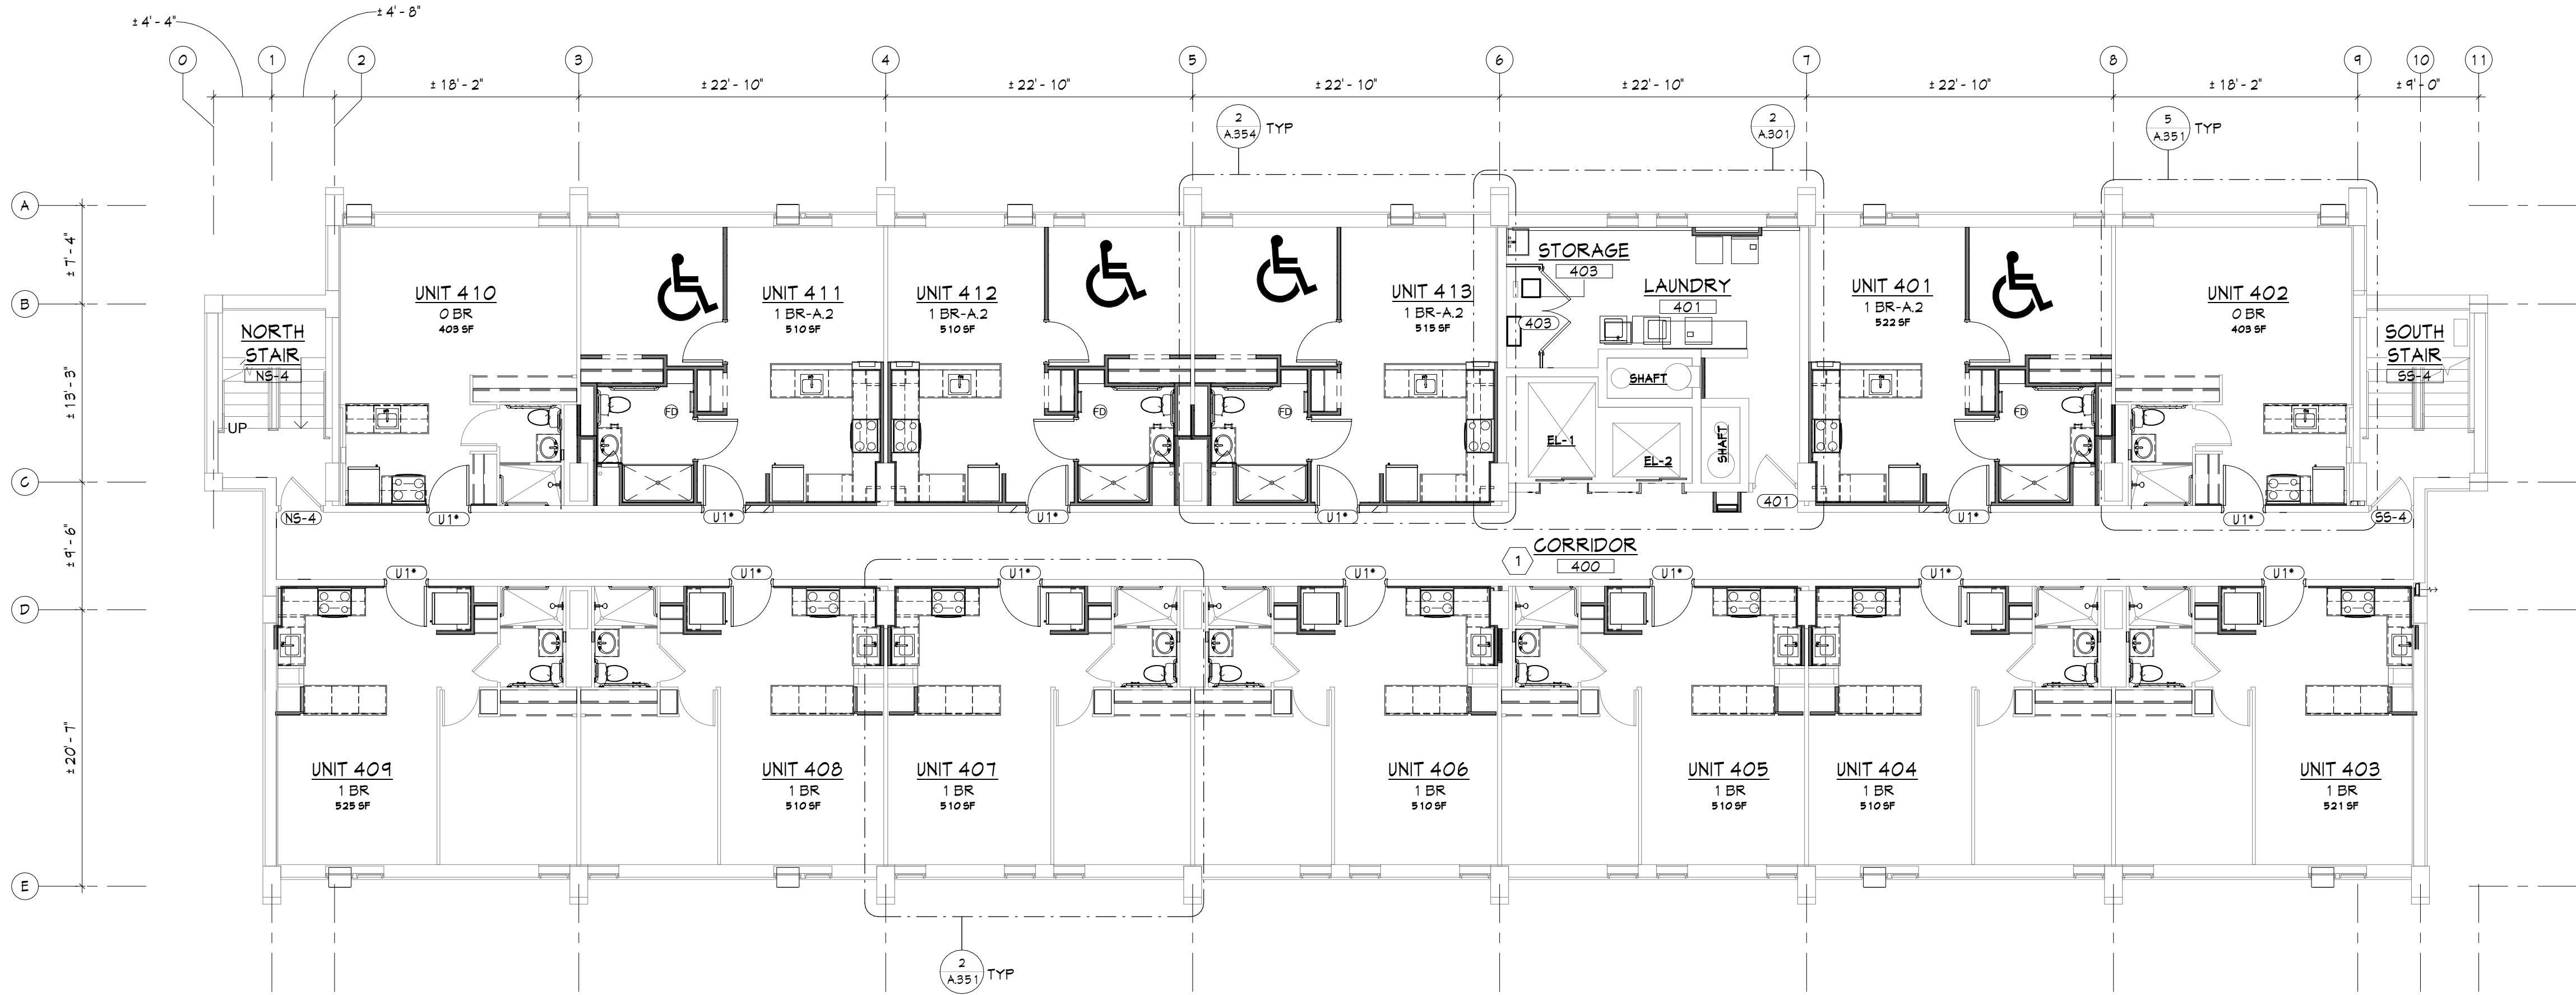 ± 4' - 4"
± 4' - 8"
0
1
2
3
4
5
6
7
8
9
10
11
± 18' - 2"
± 22' - 10"
± 22' - 10"
± 22' - 10"
± 22' - 10"
± 22' - 10"
± 18' - 2"
± 9' - 0"
2
A.354
TYP
2
A.301
5
A.351
TYP
A
B
C
D
E
± 7' - 4"
± 13' - 3"
± 9' - 6"
± 20' - 7"
NORTH
STAIR
NS-4
UP
UNIT 410
0 BR
403 SF
UNIT 411
1 BR-A.2
510 SF
UNIT 412
1 BR-A.2
510 SF
UNIT 413
1 BR-A.2
515 SF
STORAGE
403
403
LAUNDRY
401
SHAFT
SHAFT
EL-1
EL-2
UNIT 401
1 BR-A.2
522 SF
UNIT 402
0 BR
403 SF
SOUTH
STAIR
SS-4
FD
FD
FD
FD
NS-4
U1*
U1*
U1*
U1*
401
U1*
U1*
SS-4
1
CORRIDOR
400
U1*
U1*
U1*
U1*
U1*
U1*
U1*
UNIT 409
1 BR
525 SF
UNIT 408
1 BR
510 SF
UNIT 407
1 BR
510 SF
UNIT 406
1 BR
510 SF
UNIT 405
1 BR
510 SF
UNIT 404
1 BR
510 SF
UNIT 403
1 BR
521 SF
2
A.351
TYP